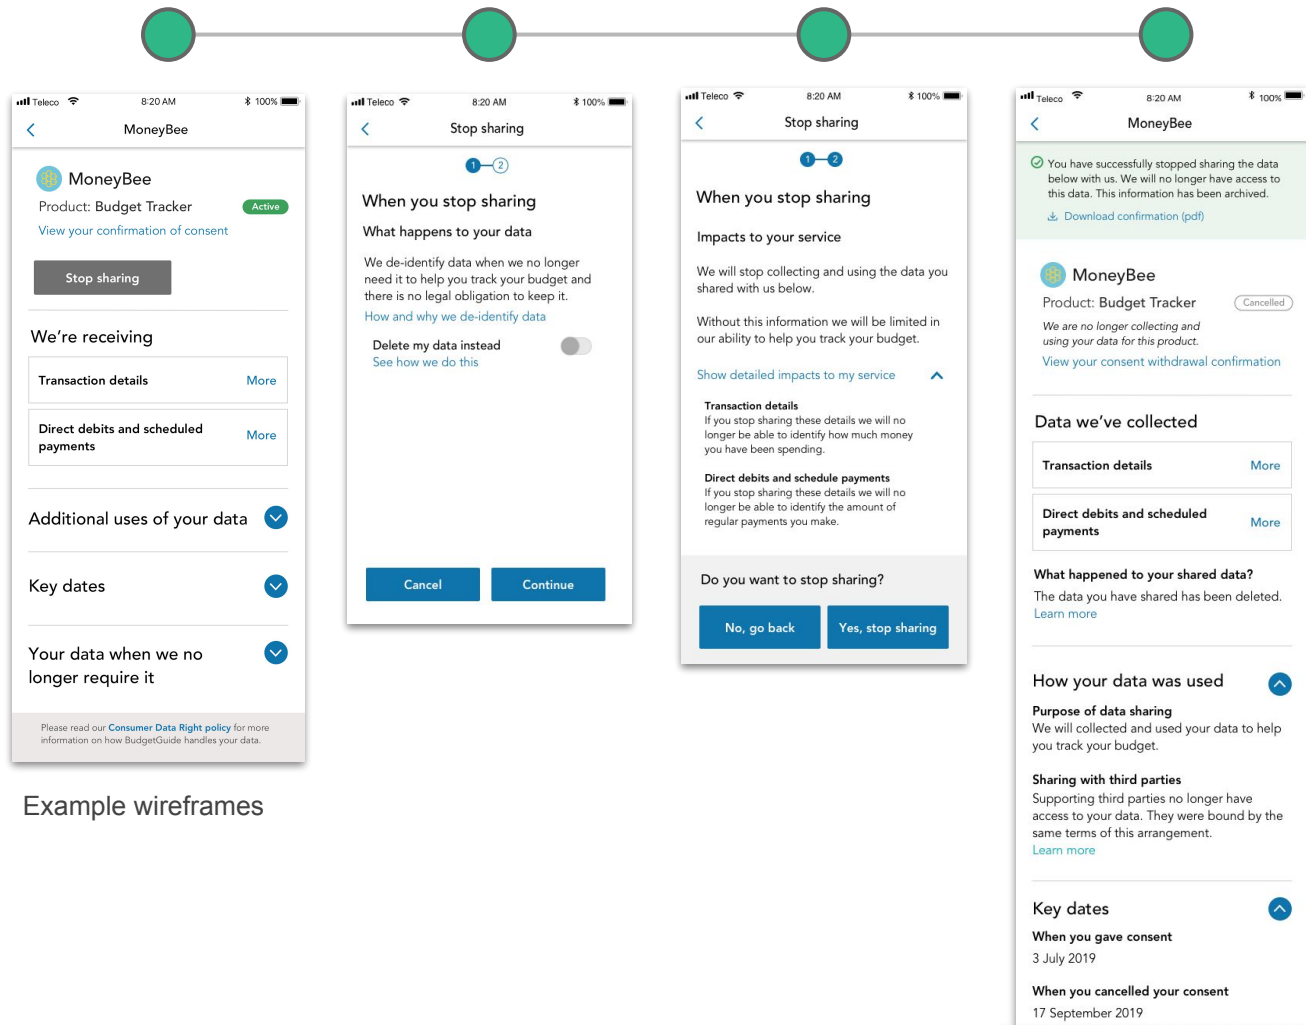 Teleco
8:20 AM
100%
MoneyBee
MoneyBee
Product: Budget Tracker
Active
View your confirmation of consent
Stop sharing
We're receiving
Transaction details
More
Direct debits and scheduled
payments
More
Additional uses of your data
Key dates
Your data when we no
longer require it
Please read our Consumer Data Right policy for more
information on how BudgetGuide handles your data.
Example wireframes
Teleco
8:20 AM
100%
Stop sharing
1
2
When you stop sharing
What happens to your data
We de-identify data when we no longer
need it to help you track your budget and
there is no legal obligation to keep it.
How and why we de-identify data
Delete my data instead
See how we do this
Cancel
Continue
Teleco
8:20 AM
100%
Stop sharing
1
2
When you stop sharing
Impacts to your service
We will stop collecting and using the data you
shared with us below.
Without this information we will be limited in
our ability to help you track your budget.
Show detailed impacts to my service
Transaction details
If you stop sharing these details we will no
longer be able to identify how much money
you have been spending.
Direct debits and schedule payments
If you stop sharing these details we will no
longer be able to identify the amount of
regular payments you make.
Do you want to stop sharing?
No, go back
Yes, stop sharing
Teleco
8:20 AM
100%
MoneyBee
You have successfully stopped sharing the data
below with us. We will no longer have access to
this data. This information has been archived.
Download confirmation (pdf)
MoneyBee
Product: Budget Tracker
Cancelled
We are no longer collecting and
using your data for this product.
View your consent withdrawal confirmation
Data we've collected
Transaction details
More
Direct debits and scheduled
payments
More
What happened to your shared data?
The data you have shared has been deleted.
Learn more
How your data was used
Purpose of data sharing
We will collected and used your data to help
you track your budget.
Sharing with third parties
Supporting third parties no longer have
access to your data. They were bound by the
same terms of this arrangement.
Learn more
Key dates
When you gave consent
3 July 2019
When you cancelled your consent
17 September 2019